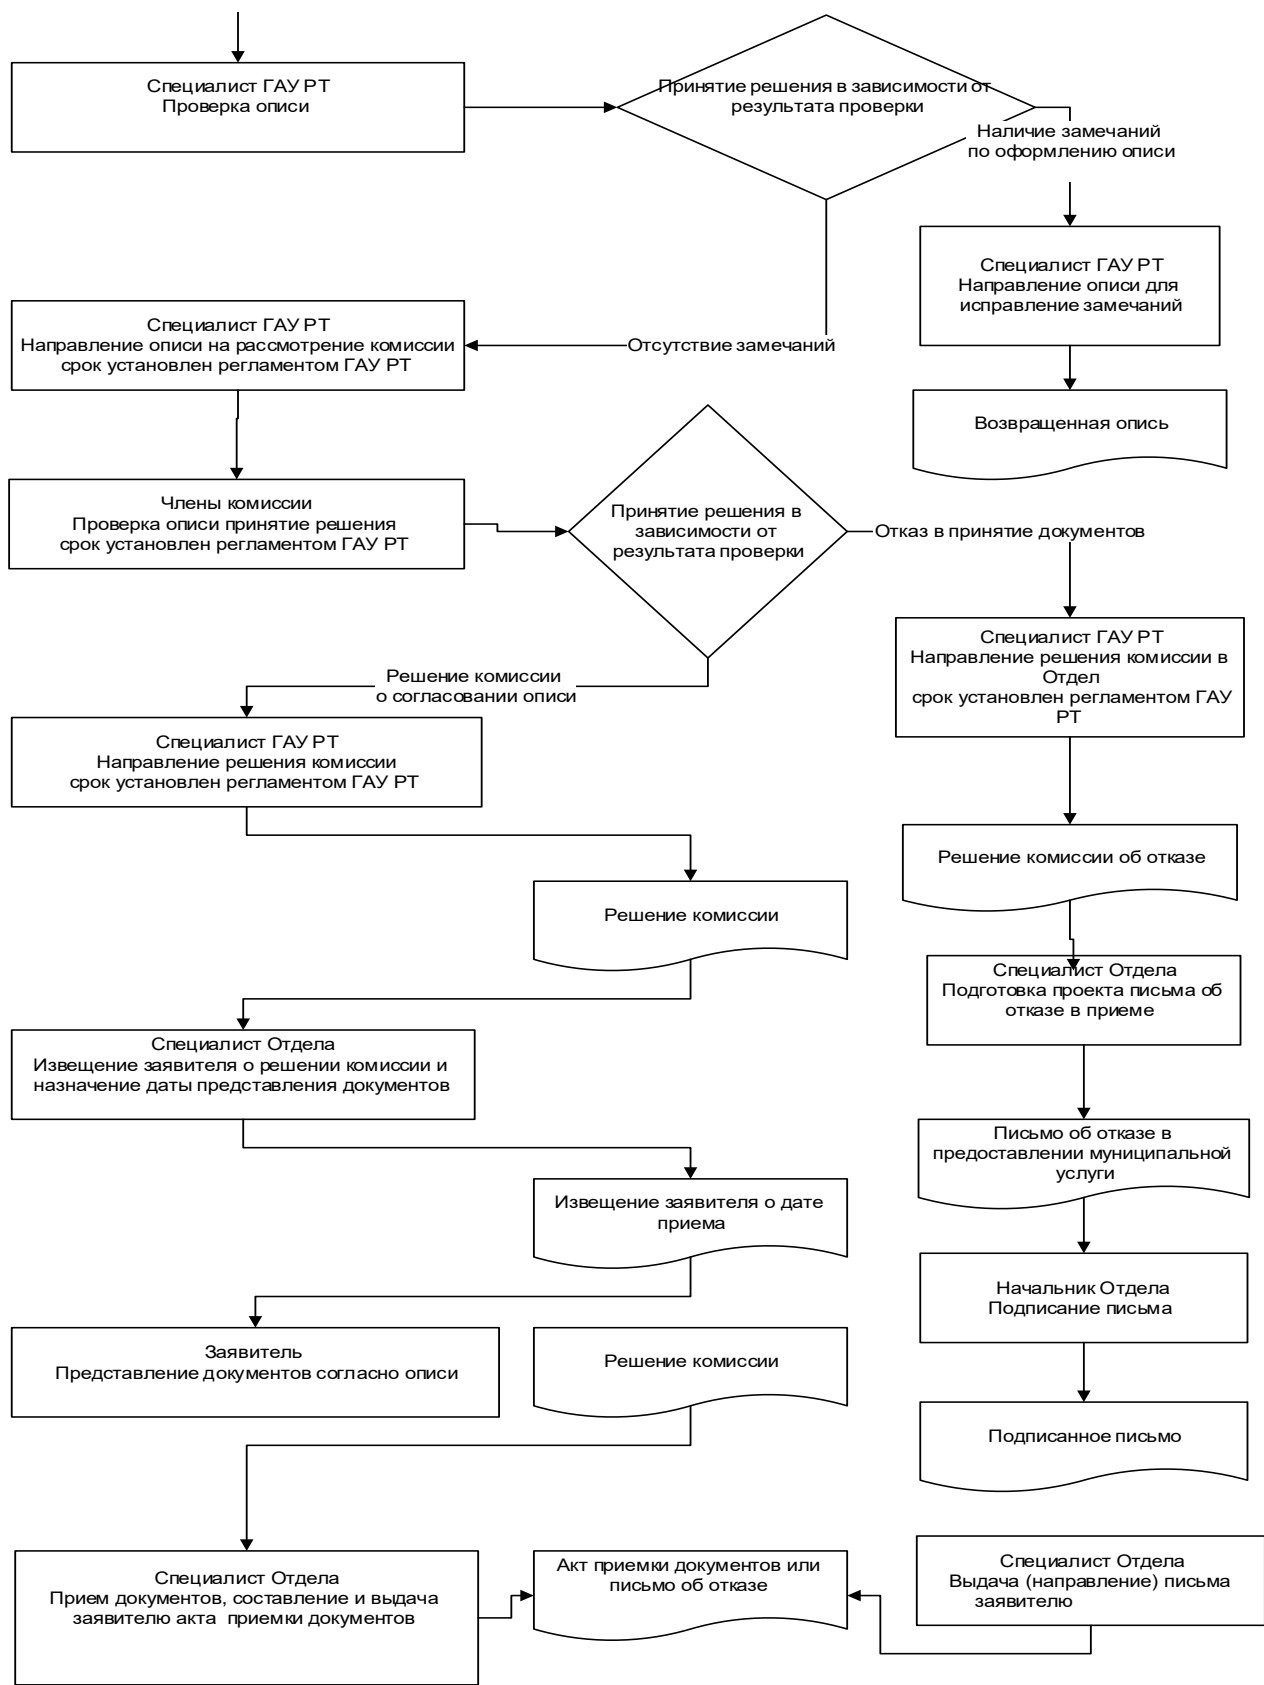 Специалист ГАУ РТ
Проверка описи
Принятие решения в зависимости от
результата проверки
Наличие замечаний
по оформлению описи
Специалист ГАУ РТ
Направление описи для
исправление замечаний
Специалист ГАУ РТ
Направление описи на рассмотрение комиссии
срок установлен регламентом ГАУ РТ
Отсутствие замечаний
Возвращенная опись
Члены комиссии
Проверка описи принятие решения
срок установлен регламентом ГАУ РТ
Принятие решения в
зависимости от
результата проверки
Отказ в принятие документов
Специалист ГАУ РТ
Направление решения комиссии в
Отдел
срок установлен регламентом ГАУ
РТ
Решение комиссии
о согласовании описи
Специалист ГАУ РТ
Направление решения комиссии
срок установлен регламентом ГАУ РТ
Решение комиссии об отказе
Решение комиссии
Специалист Отдела
Подготовка проекта письма об
отказе в приеме
Специалист Отдела
Извещение заявителя о решении комиссии и
назначение даты представления документов
Письмо об отказе в
предоставлении муниципальной
услуги
Извещение заявителя о дате
приема
Начальник Отдела
Подписание письма
Заявитель
Представление документов согласно описи
Решение комиссии
Подписанное письмо
Специалист Отдела
Прием документов, составление и выдача
заявителю акта приемки документов
Акт приемки документов или
письмо об отказе
Специалист Отдела
Выдача (направление) письма
заявителю